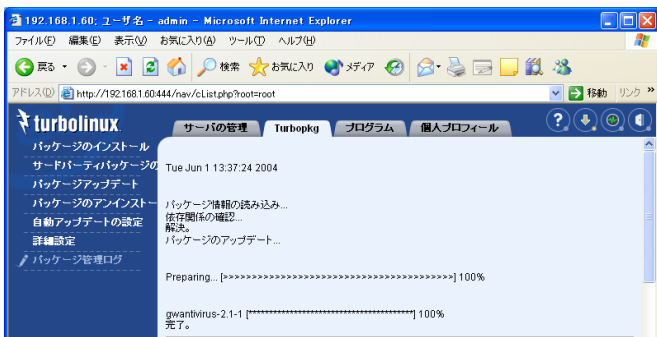 192.168.1.60; ユーザ名 - admin - Microsoft Internet Explorer
ファイル(F) 編集(E) 表示(V) お気に入り(A) ツール(T) ヘルプ(H)
戻る 検索 お気に入り メディア
アドレス(D) http://192.168.1.60:444/nav/cList.php?root=root 移動 リンク »
turbolinux サーバの管理 Turbopkg プログラム 個人プロフィール ?
パッケージのインストール
サードパーティパッケージの
パッケージアップデート
パッケージのアンインストー
自動アップデートの設定
詳細設定
パッケージ管理ログ
Tue Jun 1 13:37:24 2004
パッケージ情報の読み込み...
依存関係の確認...
解決。
パッケージのアップデート...
Preparing... [>>>>>>>>>>>>>>>>>>>>>>>>>>>>>>>>>>>>>>>>] 100%
gwantivirus-2.1-1 [****************************************] 100%
完了。